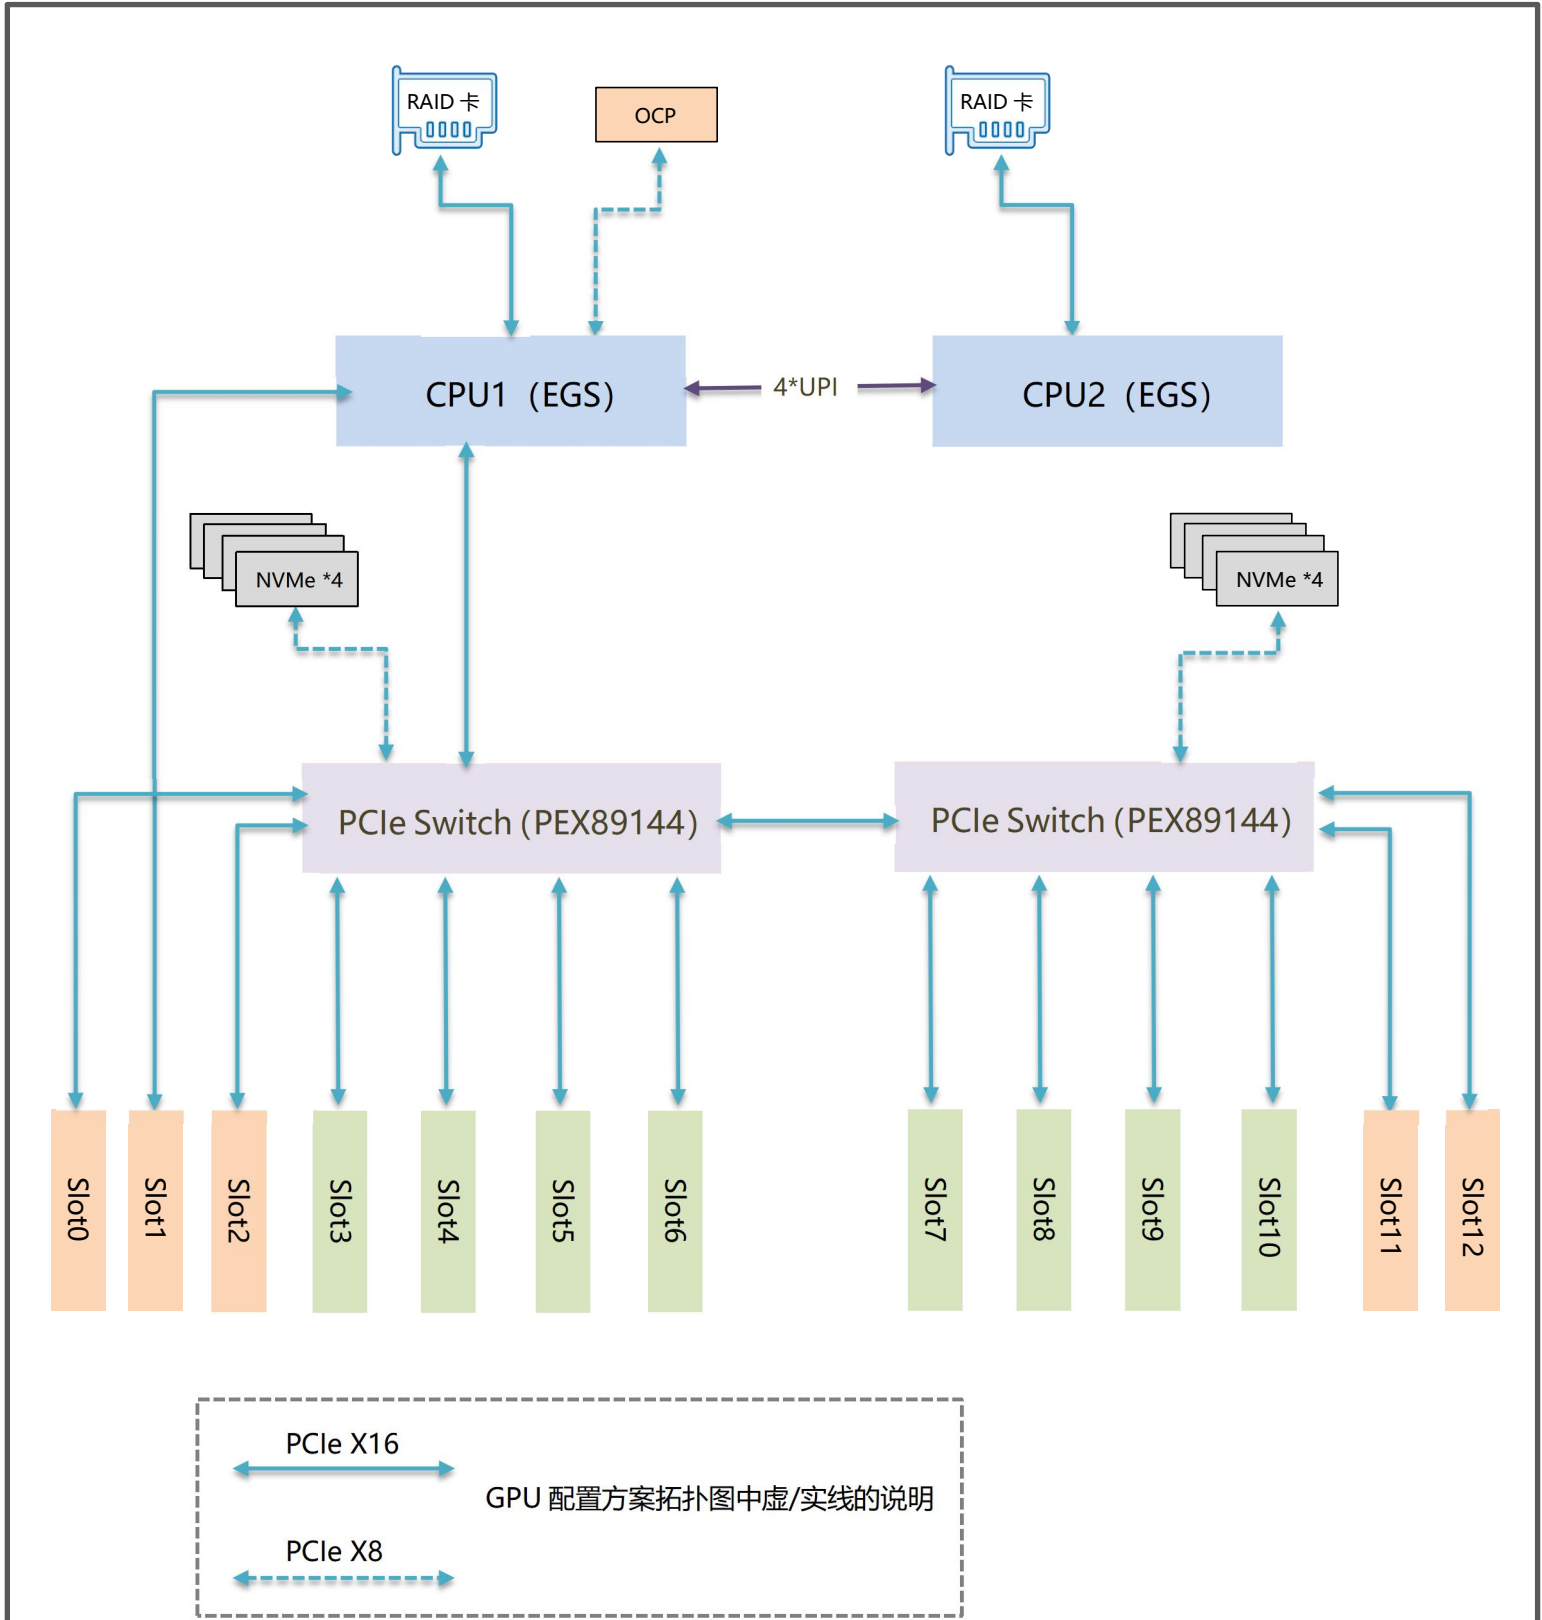 RAID 卡
OCP
RAID 卡
CPU1（EGS）
4*UPI
CPU2（EGS）
NVMe *4
NVMe *4
PCIe Switch（PEX89144）
PCIe Switch（PEX89144）
Slot0
Slot1
Slot2
Slot3
Slot4
Slot5
Slot6
Slot7
Slot8
Slot9
Slot10
Slot11
Slot12
PCIe X16
GPU 配置方案拓扑图中虚/实线的说明
PCIe X8